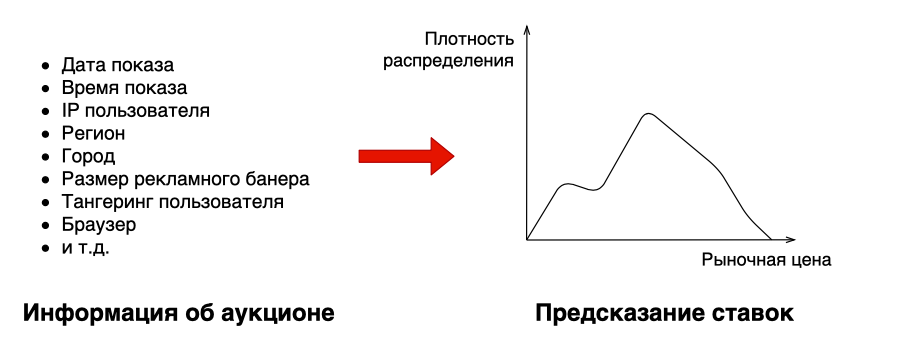 • Дата показа
• Время показа
• IP пользователя
• Регион
• Город
• Размер рекламного банера
• Тангеринг пользователя
• Браузер
• и т.д.
Информация об аукционе
Плотность
распределения
Рыночная цена
Предсказание ставок